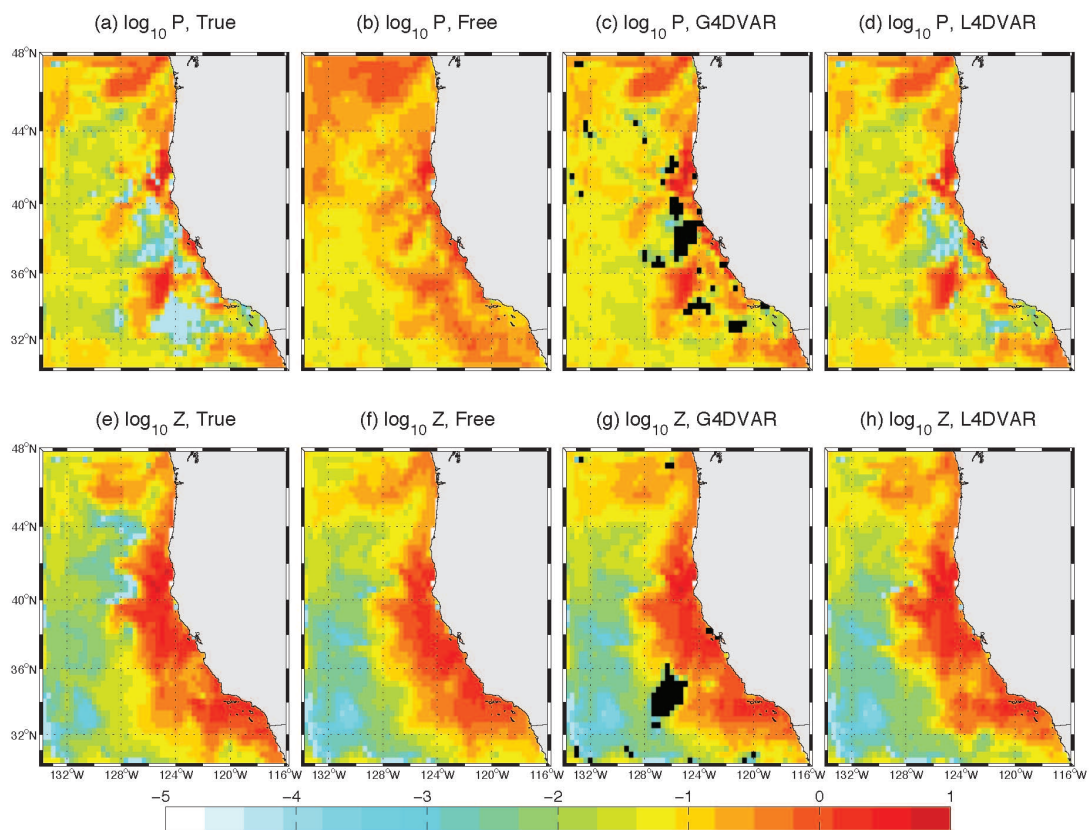 (a) log10 P, True
(b) log10 P, Free
(c) log10 P, G4DVAR
(d) log10 P, L4DVAR
48°N
44°N
40°N
36°N
32°N
(e) log10 Z, True
(f) log10 Z, Free
(g) log10 Z, G4DVAR
(h) log10 Z, L4DVAR
48°N
44°N
40°N
36°N
32°N
132°W 128°W 124°W 120°W 116°W
132°W 128°W 124°W 120°W
132°W 128°W 124°W 120°W
132°W 128°W 124°W 120°W 116°W
−5 −4 −3 −2 −1 0 1